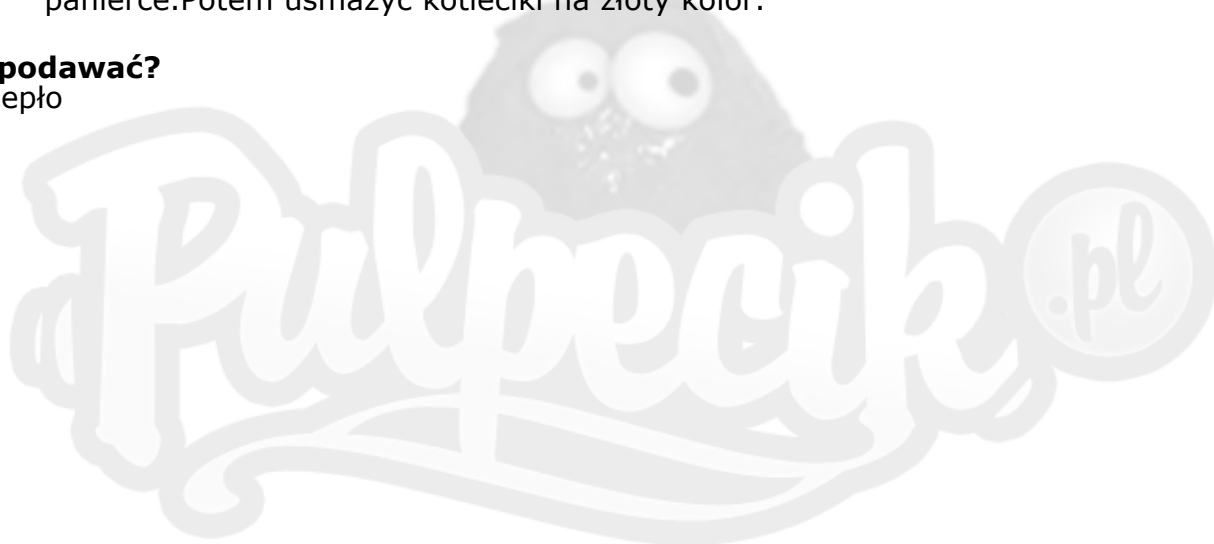 panierce.Potem usmażyć kotleciki na złoty kolor.
podawać?
epło
Pulpecik
.pl